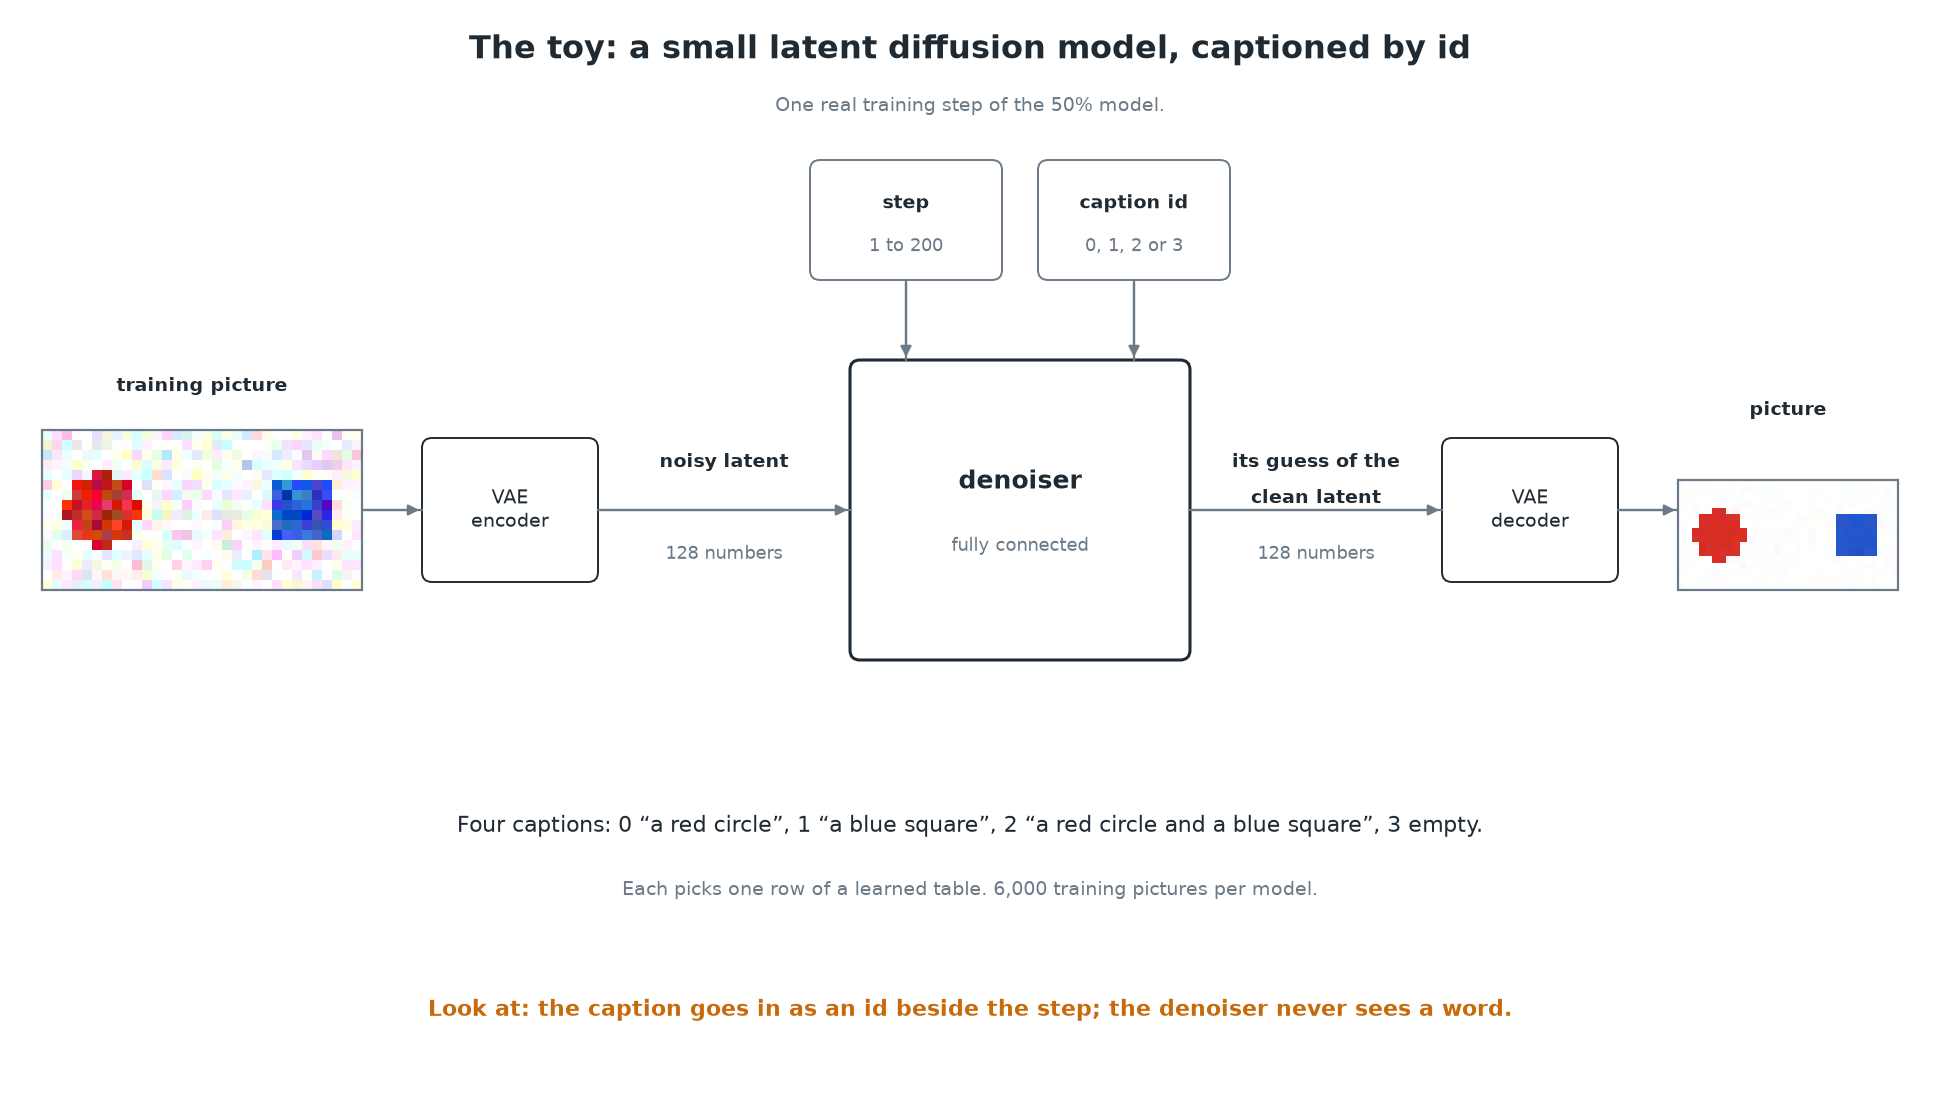 The toy: a small latent diffusion model, captioned by id
One real training step of the 50% model.
step
1 to 200
caption id
0, 1, 2 or 3
training picture
VAE
encoder
noisy latent
128 numbers
denoiser
fully connected
its guess of the
clean latent
128 numbers
VAE
decoder
picture
Four captions: 0 “a red circle”, 1 “a blue square”, 2 “a red circle and a blue square”, 3 empty.
Each picks one row of a learned table. 6,000 training pictures per model.
Look at: the caption goes in as an id beside the step; the denoiser never sees a word.